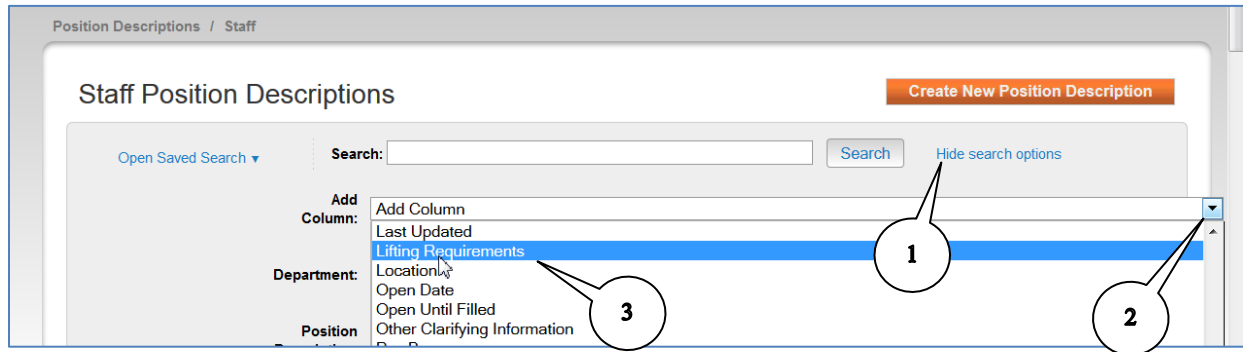 Position Descriptions / Staff
Staff Position Descriptions
Create New Position Description
Open Saved Search ▼
Search:
Search
Hide search options
Add
Column:
Add Column
Last Updated
Lifting Requirements
Department:
Location
Open Date
Open Until Filled
Position
Other Clarifying Information
1
2
3